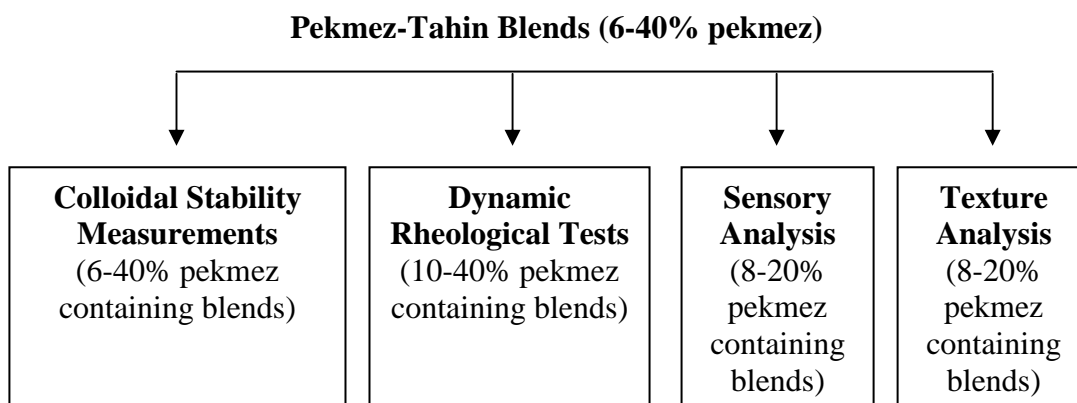 Pekmez-Tahin Blends (6-40% pekmez)
Colloidal Stability
Measurements
(6-40% pekmez
containing blends)
Dynamic
Rheological Tests
(10-40% pekmez
containing blends)
Sensory
Analysis
(8-20%
pekmez
containing
blends)
Texture
Analysis
(8-20%
pekmez
containing
blends)